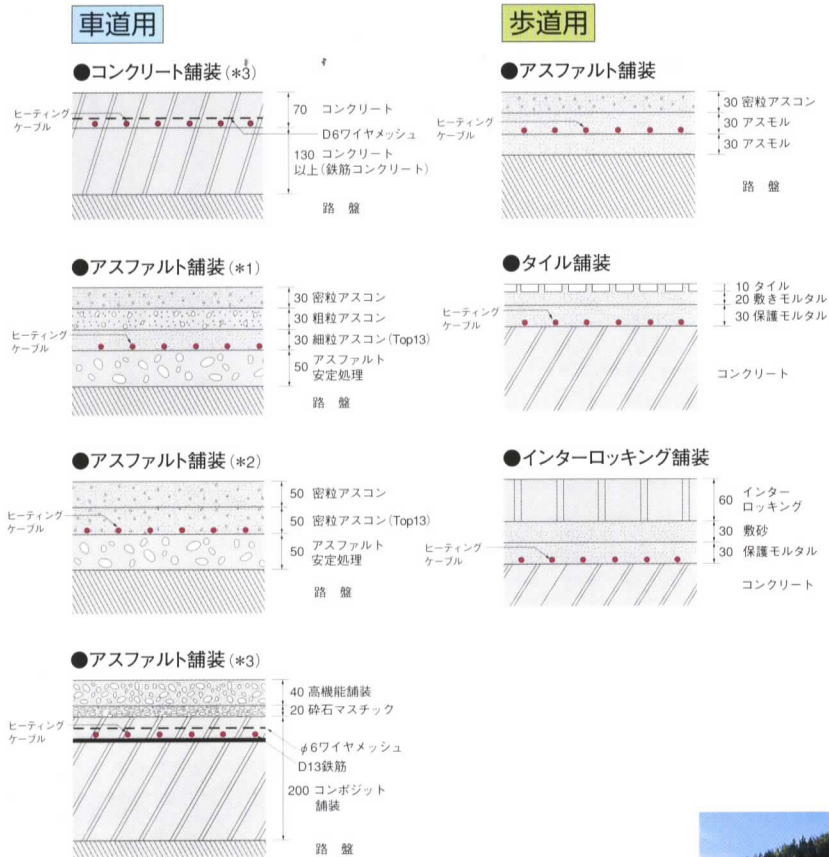 車道用
●コンクリート舗装(*3)
ヒーティング
ケーブル
70 コンクリート
D6ワイヤメッシュ
130 コンクリート
以上(鉄筋コンクリート)
路 盤
●アスファルト舗装(*1)
ヒーティング
ケーブル
30 密粒アスコン
30 粗粒アスコン
30 細粒アスコン(Top13)
50 アスファルト
安定処理
路 盤
●アスファルト舗装(*2)
ヒーティング
ケーブル
50 密粒アスコン
50 密粒アスコン(Top13)
50 アスファルト
安定処理
路 盤
●アスファルト舗装(*3)
ヒーティング
ケーブル
40 高機能舗装
20 砕石マスチック
φ6ワイヤメッシュ
D13鉄筋
200 コンポジット
舗装
路 盤
歩道用
●アスファルト舗装
ヒーティング
ケーブル
30 密粒アスコン
30 アスモル
30 アスモル
路 盤
●タイル舗装
ヒーティング
ケーブル
10 タイル
20 敷きモルタル
30 保護モルタル
コンクリート
●インターロッキング舗装
ヒーティング
ケーブル
60 インター
ロッキング
30 敷砂
30 保護モルタル
コンクリート